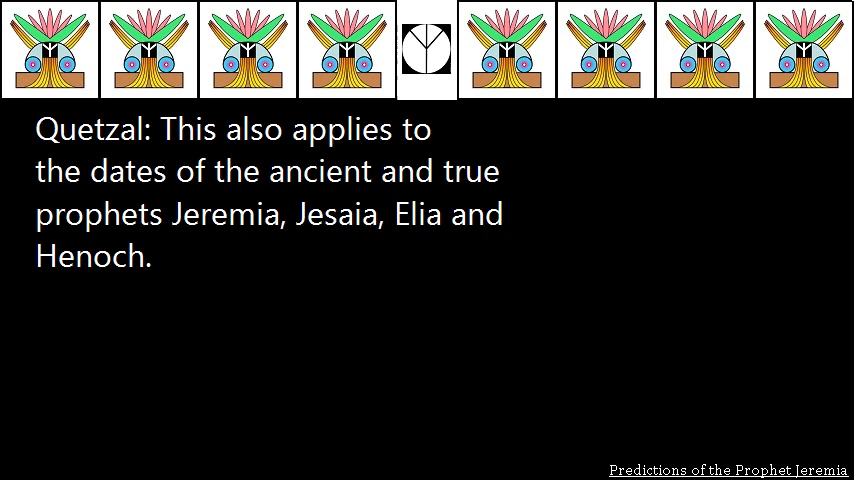 Quetzal: This also applies to
the dates of the ancient and true
prophets Jeremia, Jesaia, Elia and
Henoch.
Predictions of the Prophet Jeremia